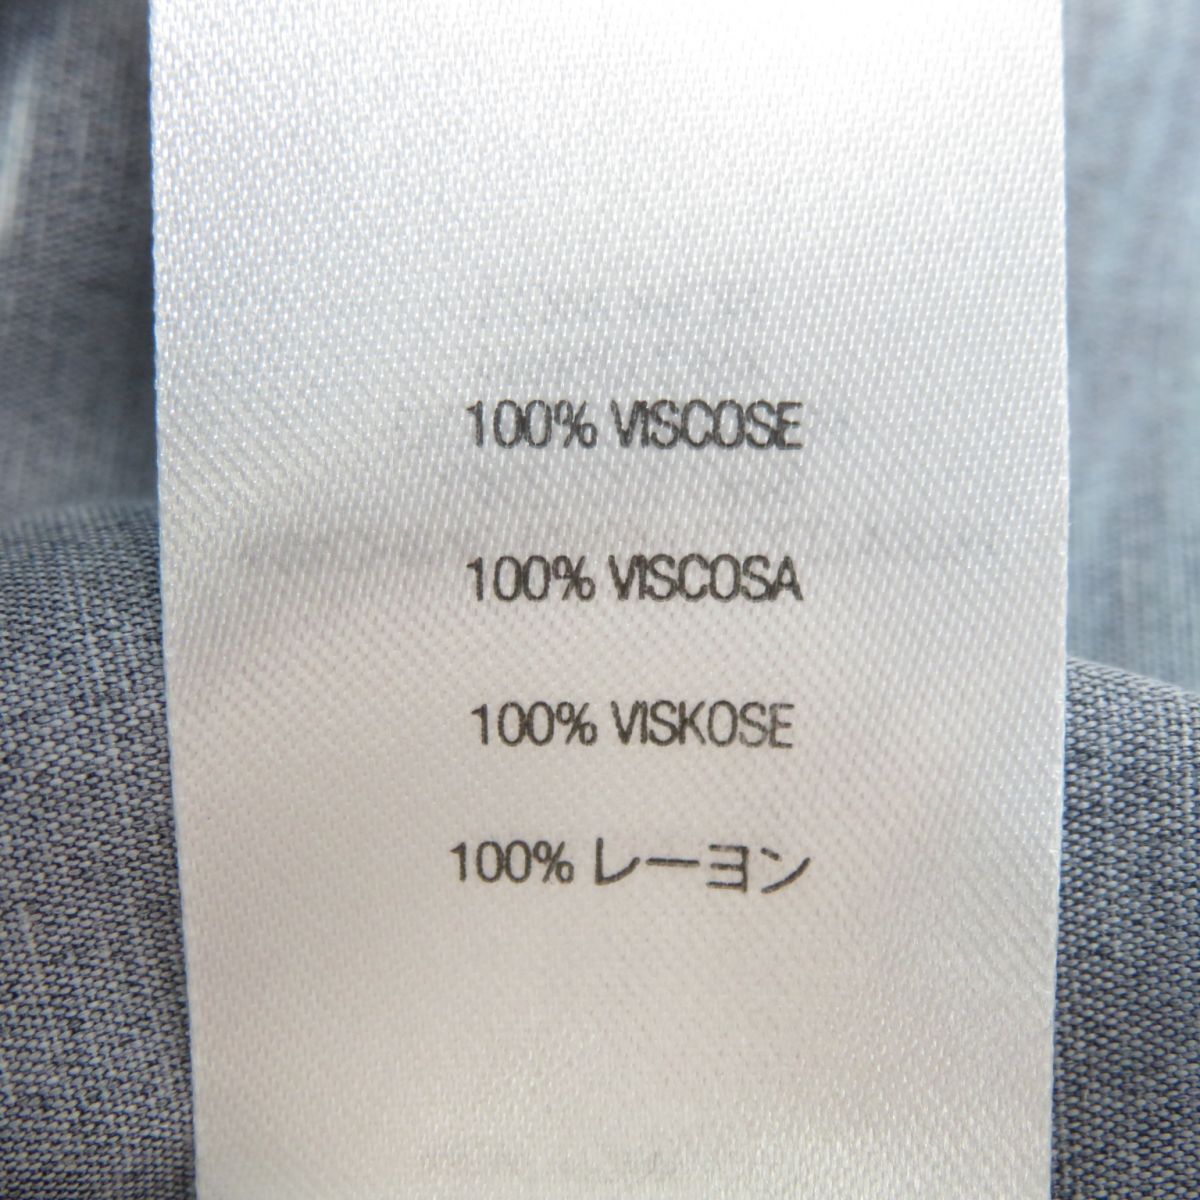 100% VISCOSE
100% VISCOSA
100% VISKOSE
100% レーヨン